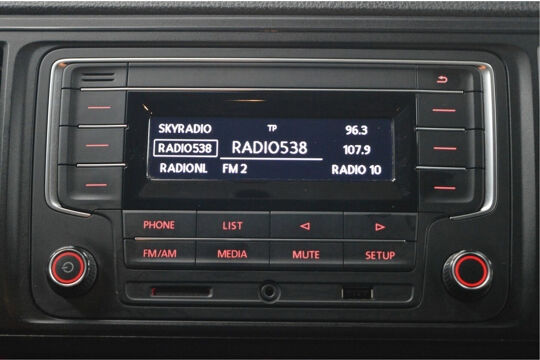 SKYRADIO TP 96.3
RADIO538 RADIO538 107.9
RADIONL FM 2 RADIO 10
PHONE LIST
FM/AM MEDIA MUTE SETUP